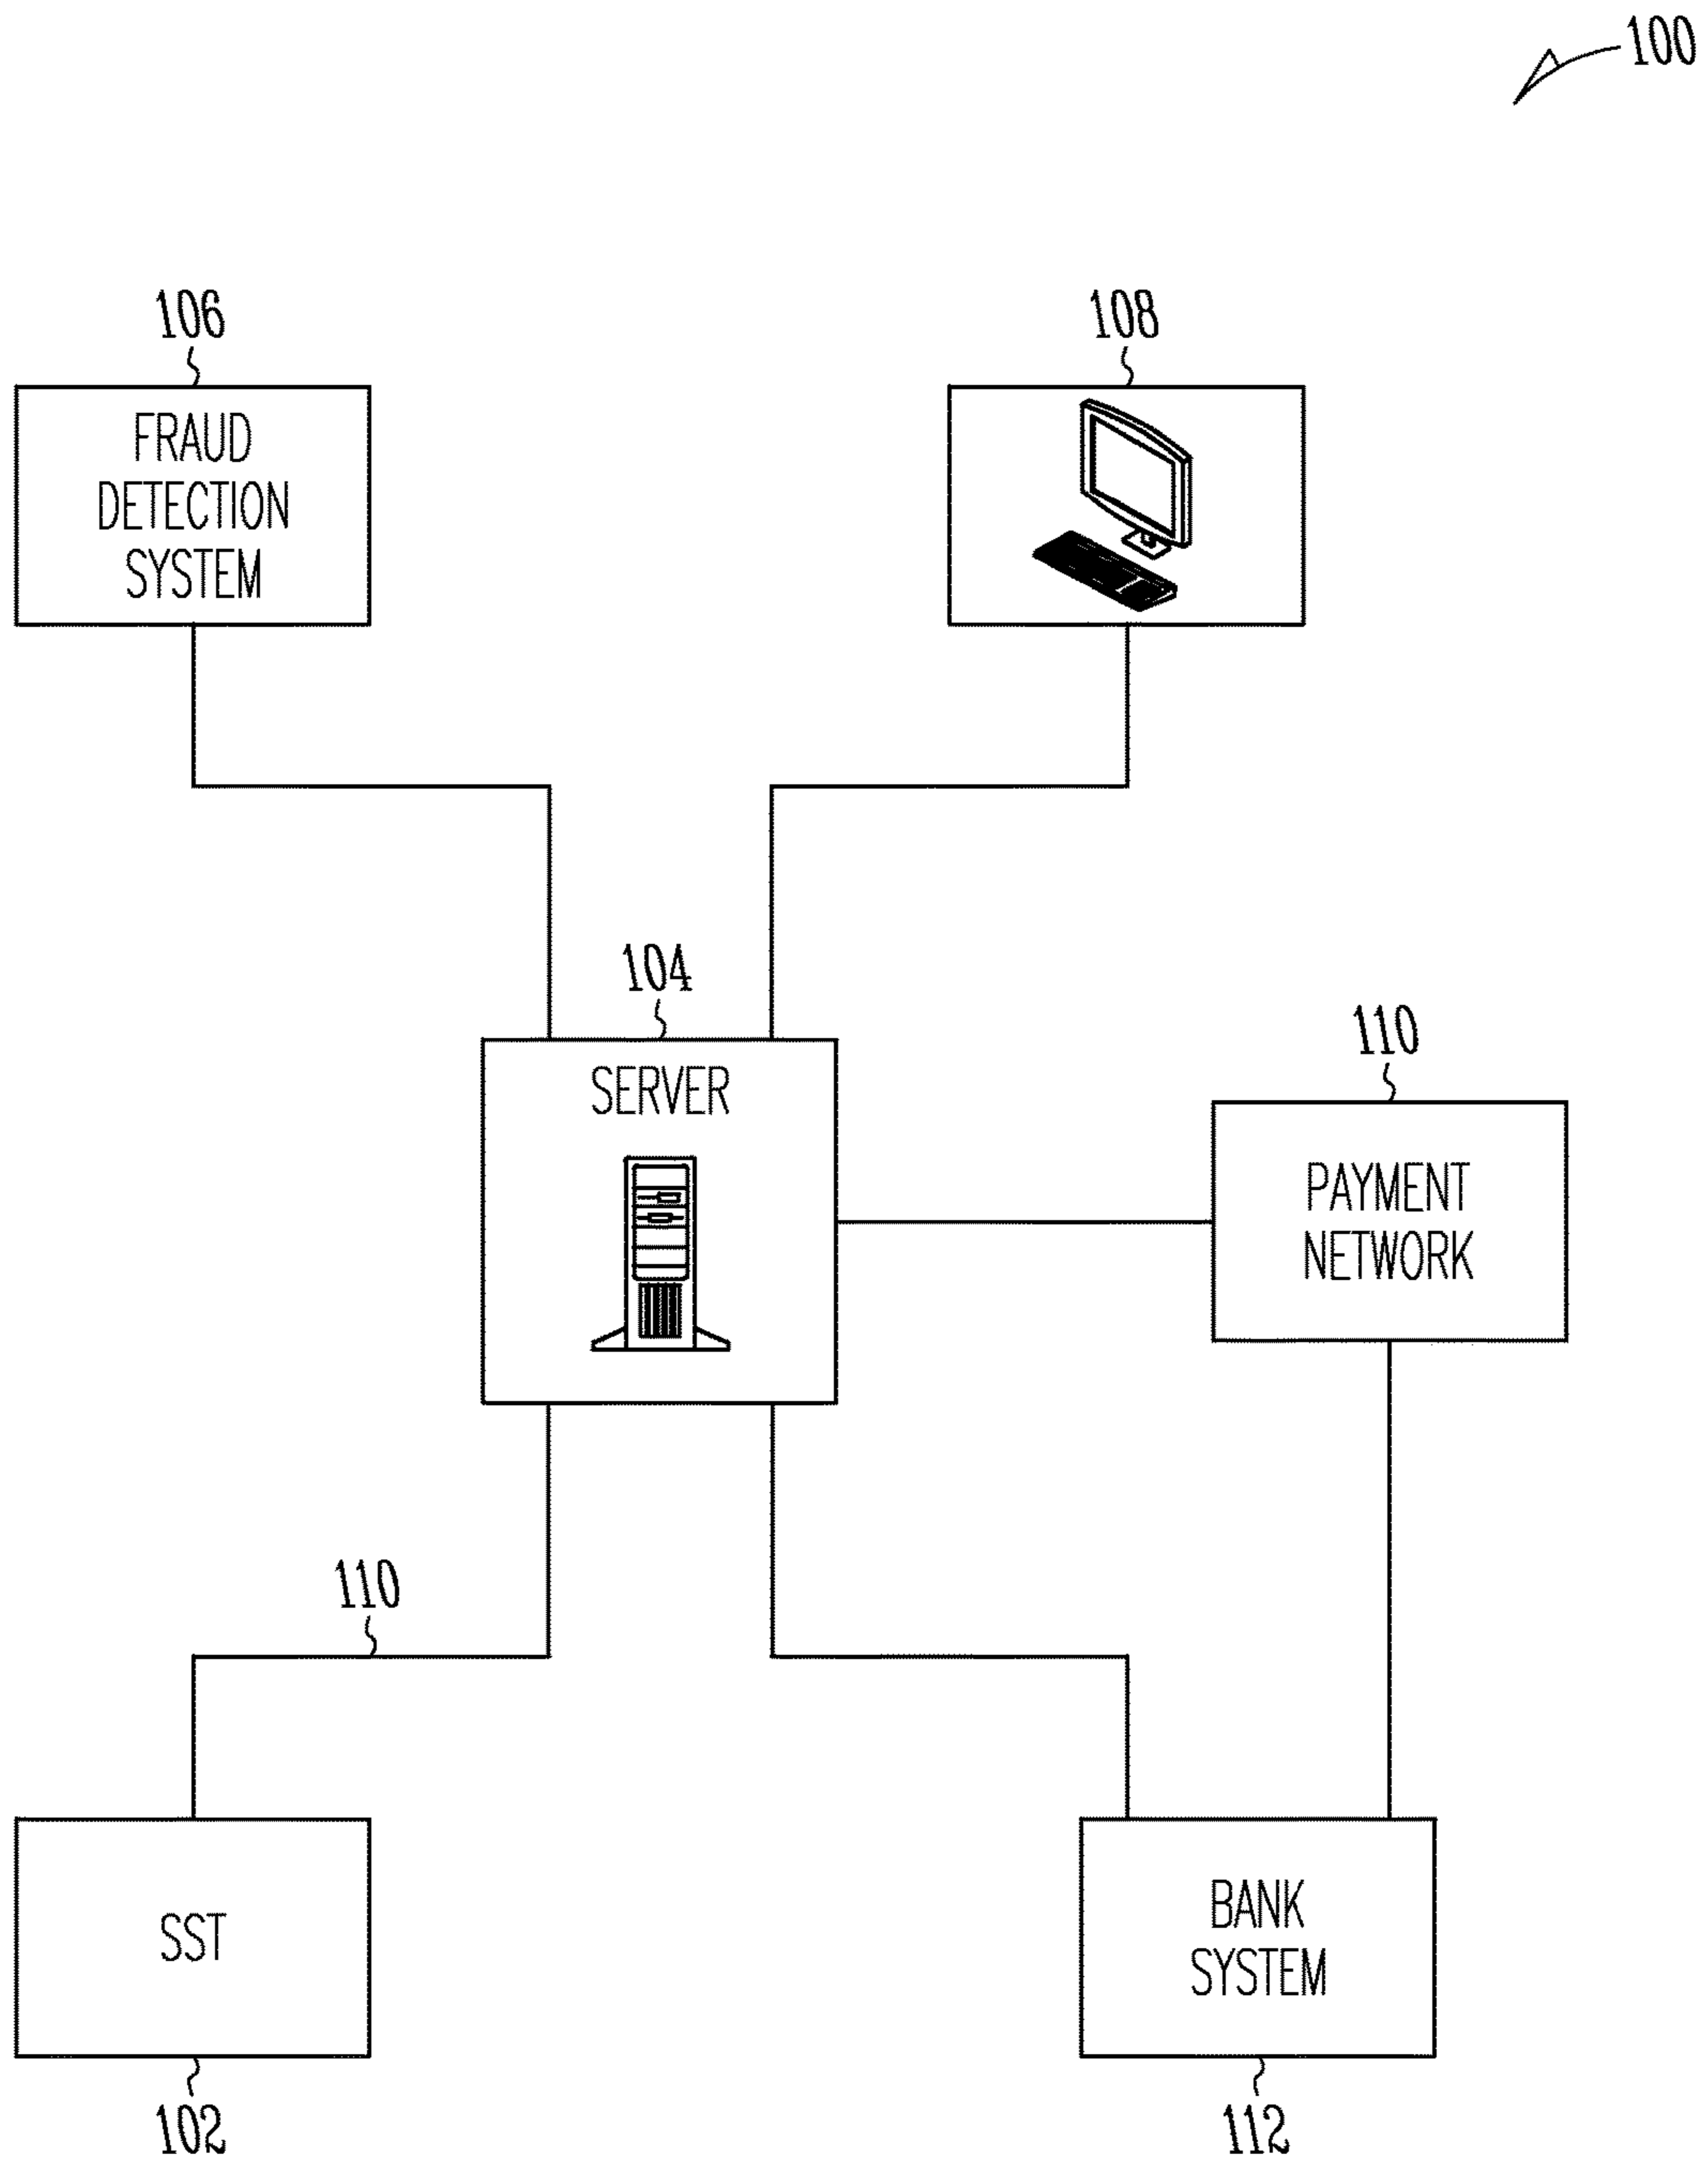 100
106
108
FRAUD
DETECTION
SYSTEM
104
SERVER
110
PAYMENT
NETWORK
110
SST
BANK
SYSTEM
102
112